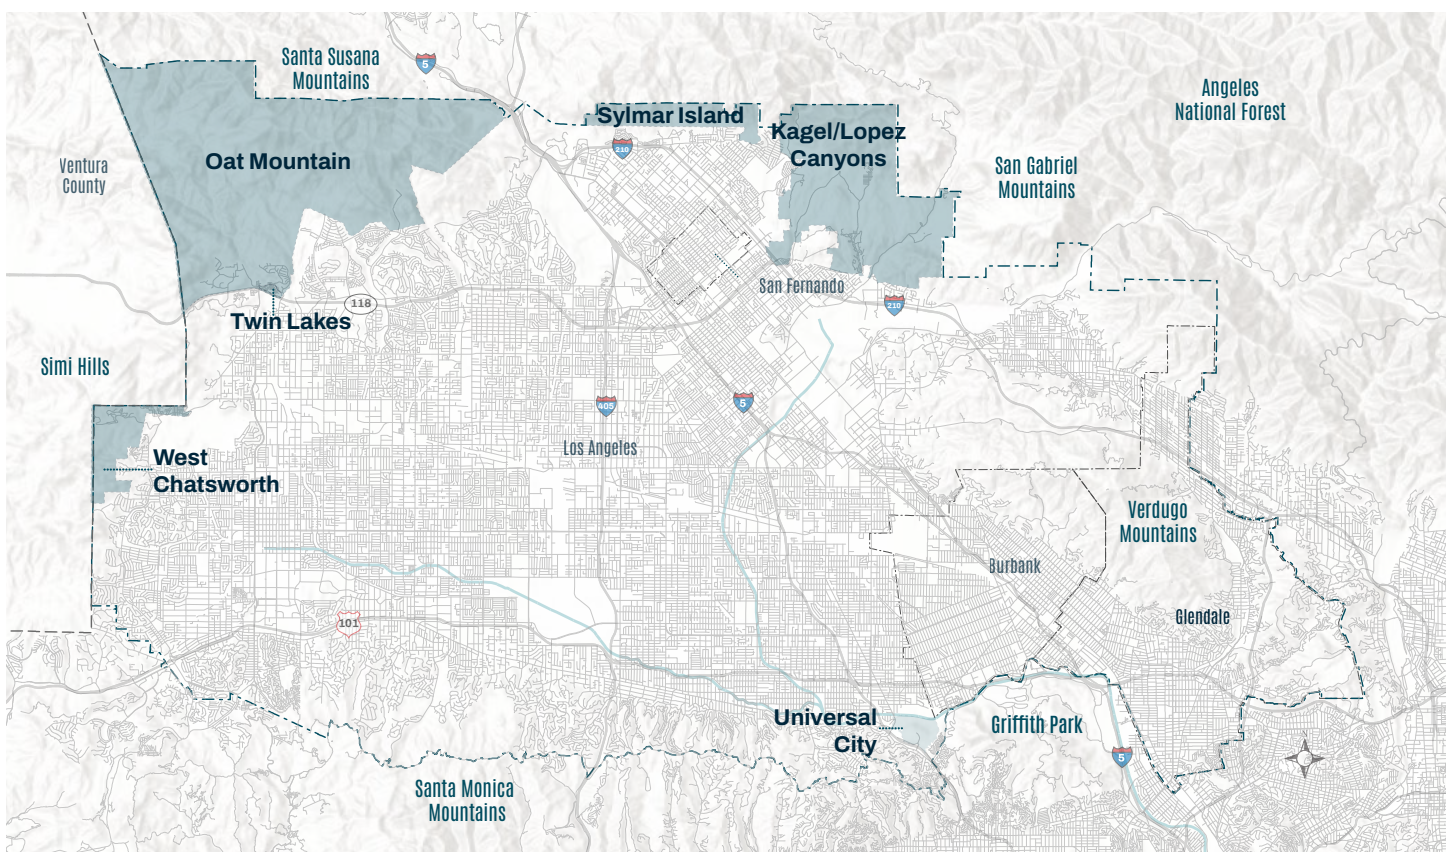 Santa Susana
Mountains
5
Angeles
National Forest
Sylmar Island
Kagel/Lopez
Canyons
210
Oat Mountain
Ventura
County
San Gabriel
Mountains
San Fernando
118
210
Twin Lakes
Simi Hills
405
5
Los Angeles
West
Chatsworth
Verdugo
Mountains
Burbank
Glendale
101
Universal
City
Griffith Park
5
Santa Monica
Mountains